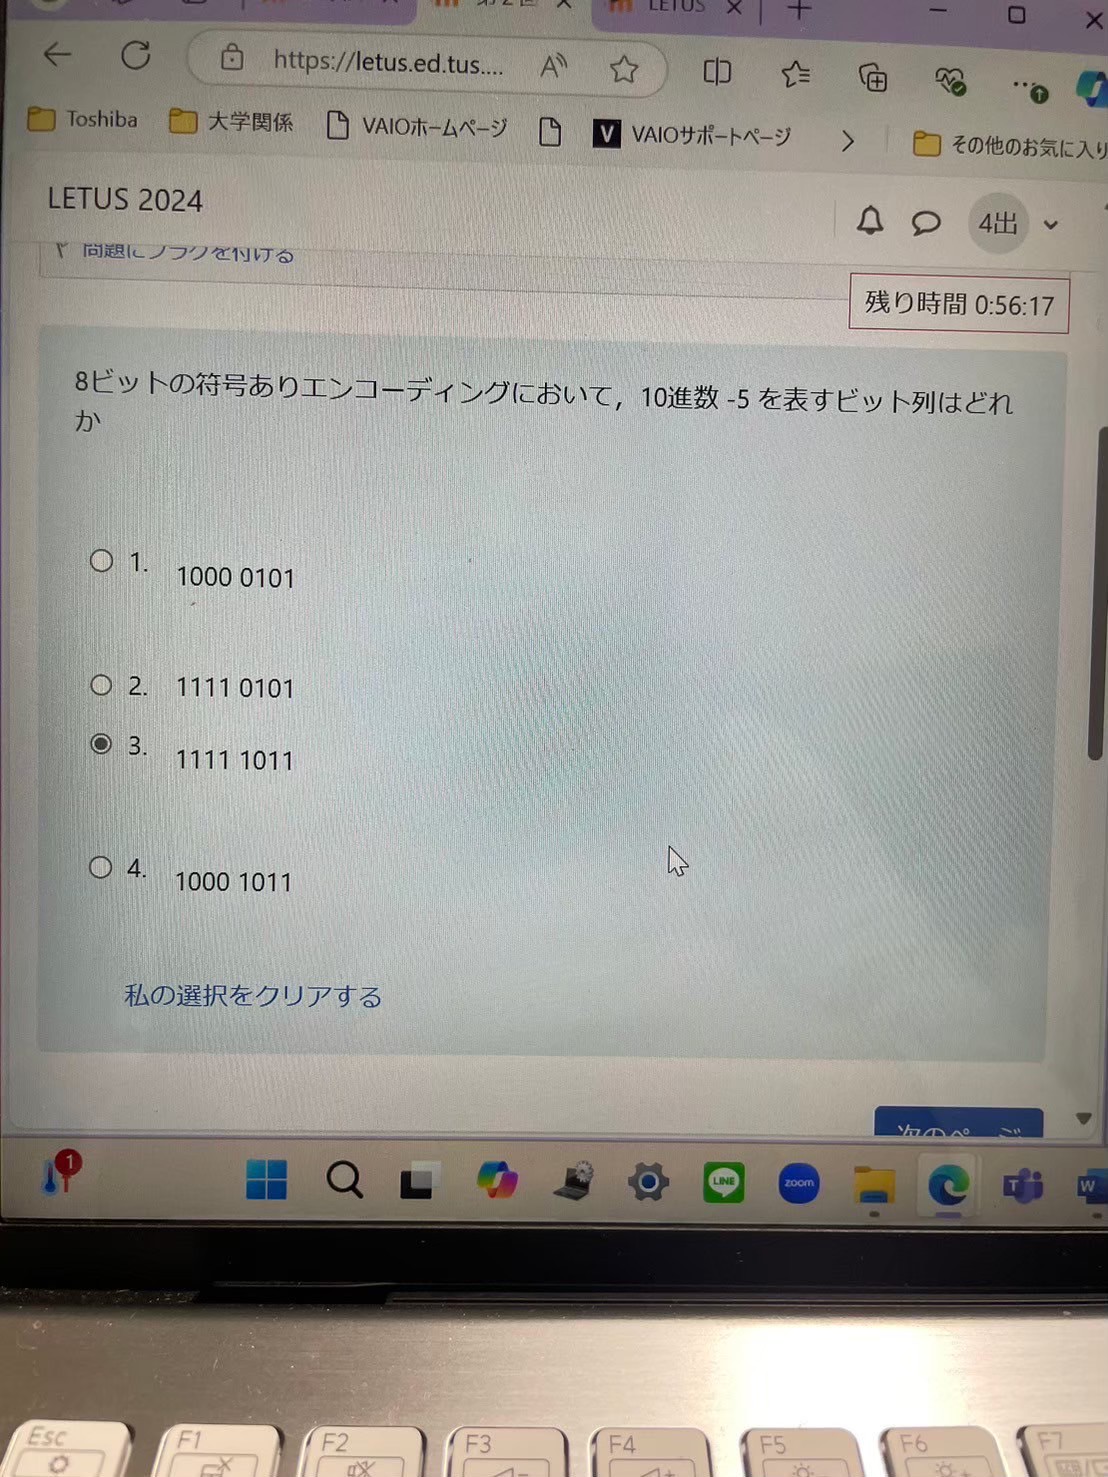 LETUS
https://letus.ed.tus....
Toshiba 大学関係 VAIOホームページ V VAIOサポートページ その他のお気に入り
LETUS 2024
4出
問題にフラグを付ける
残り時間 0:56:17
8ビットの符号ありエンコーディングにおいて，10進数 -5 を表すビット列はどれ
か
1. 1000 0101
2. 1111 0101
3. 1111 1011
4. 1000 1011
私の選択をクリアする
次のページ
1 LINE zoom T W
Esc F1 F2 F3 F4 F5 F6 F7